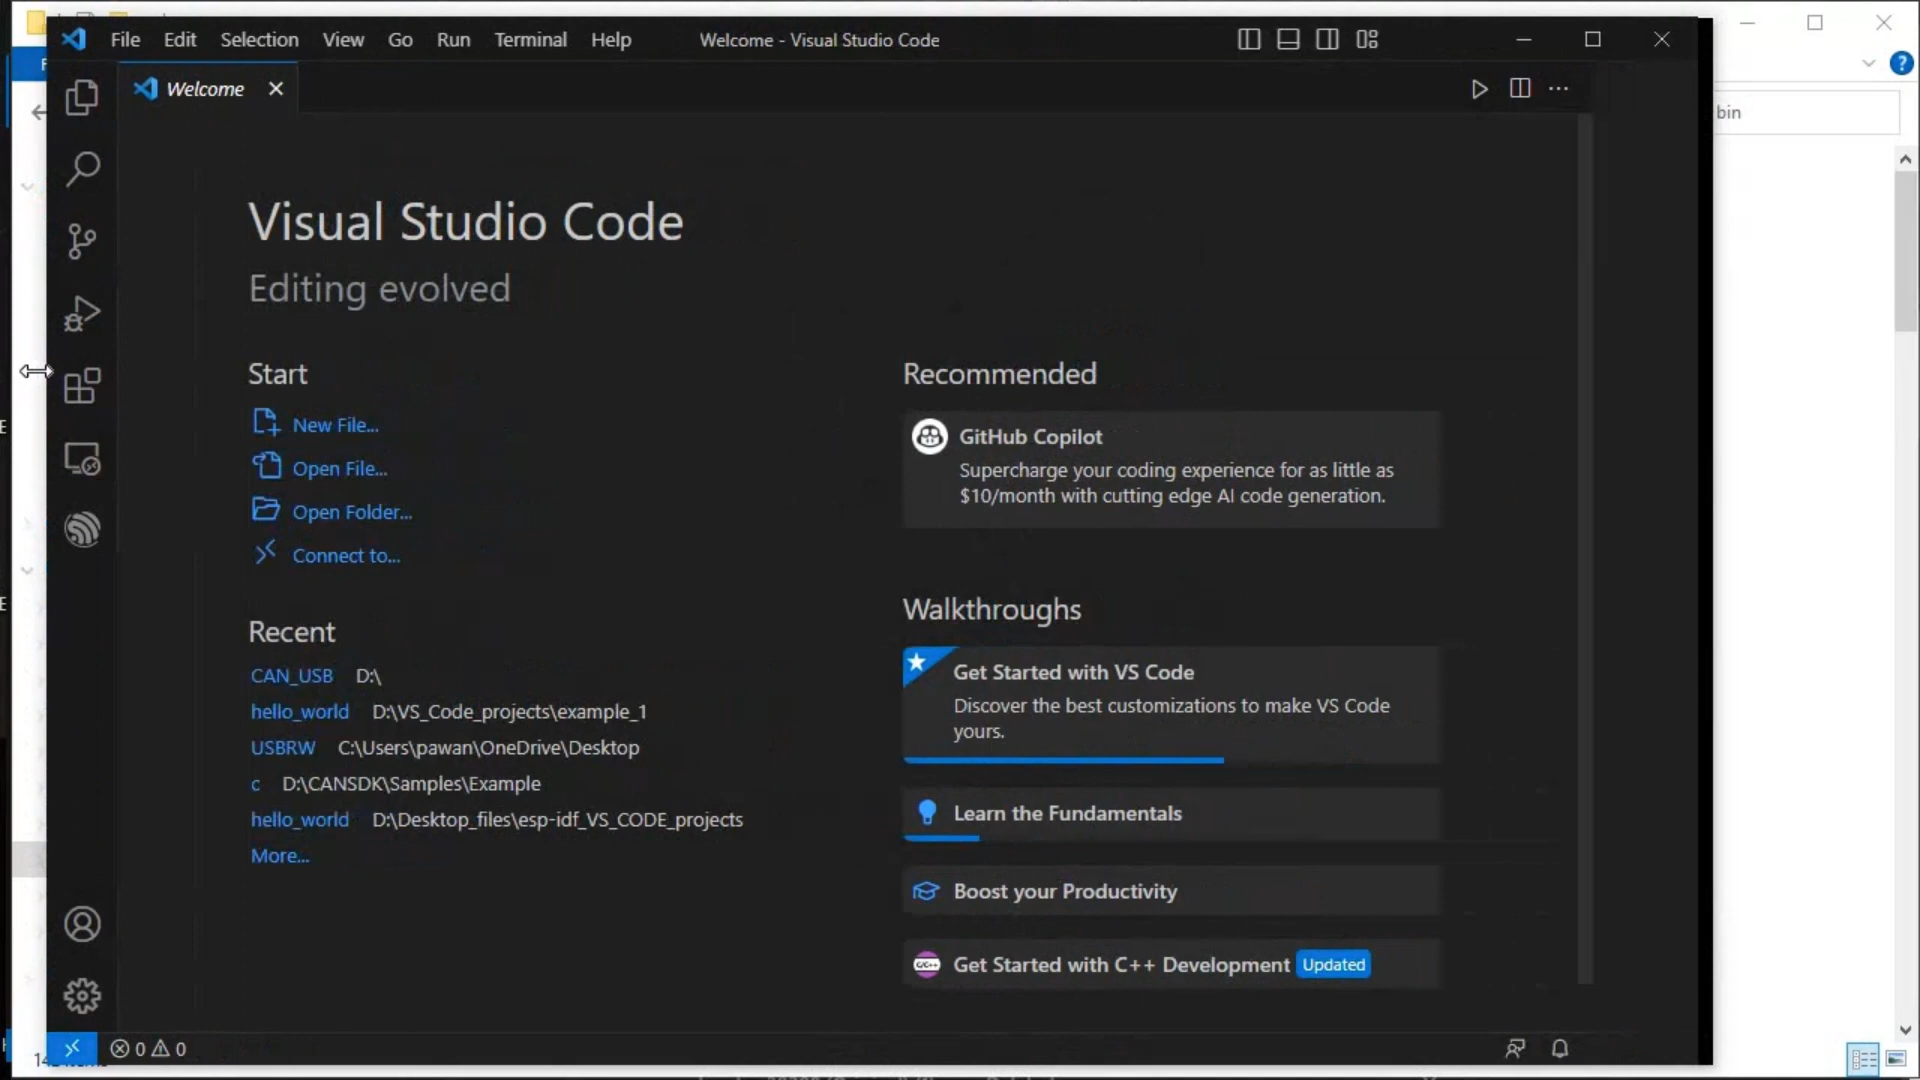 File Edit Selection View Go Run Terminal Help Welcome - Visual Studio Code
Welcome
bin
Visual Studio Code
Editing evolved
Start
New File...
Open File...
Open Folder...
Connect to...
Recent
CAN_USB D:\
hello_world D:\VS_Code_projects\example_1
USBRW C:\Users\pawan\OneDrive\Desktop
c D:\CANSDK\Samples\Example
hello_world D:\Desktop_files\esp-idf_VS_CODE_projects
More...
Recommended
GitHub Copilot
Supercharge your coding experience for as little as
$10/month with cutting edge AI code generation.
Walkthroughs
Get Started with VS Code
Discover the best customizations to make VS Code
yours.
Learn the Fundamentals
Boost your Productivity
C/C++ Get Started with C++ Development Updated
0 0